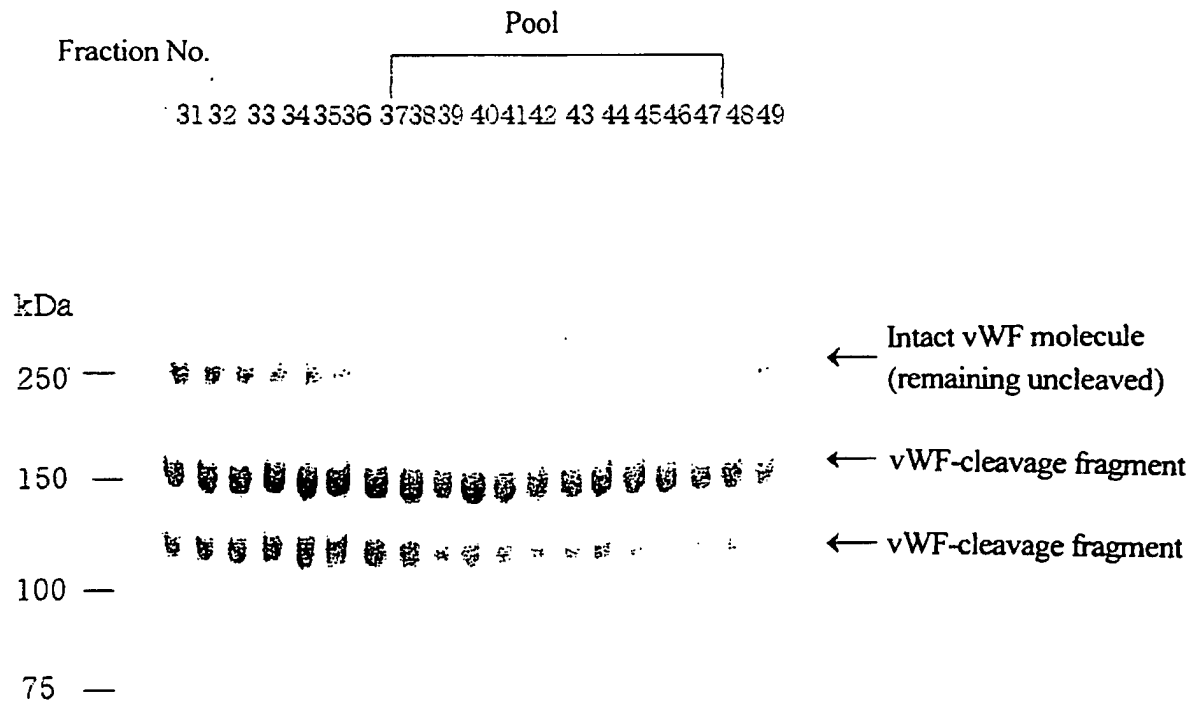 Pool
Fraction No.
31 32 33 34 35 36 37 38 39 40 41 42 43 44 45 46 47 48 49
kDa
250
150
100
75
Intact vWF molecule
(remaining uncleaved)
vWF-cleavage fragment
vWF-cleavage fragment